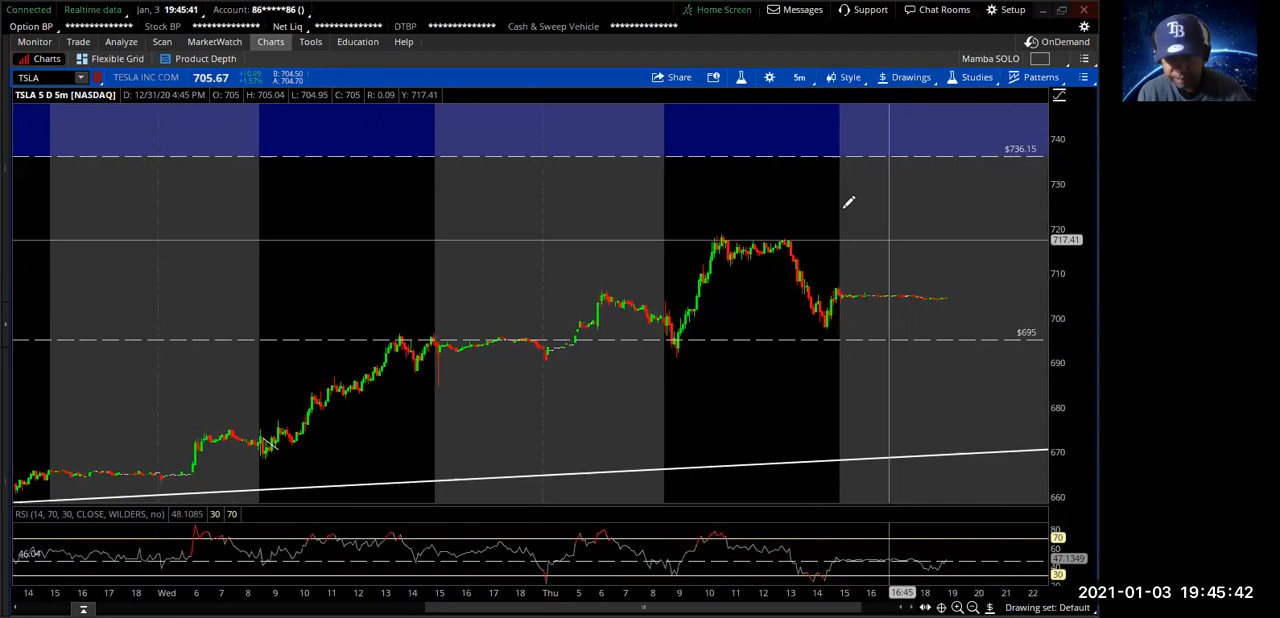 Connected Realtime data Jan, 3 19:45:41 Account: 86*****86 () Home Screen Messages Support Chat Rooms Setup
Option BP ************** Stock BP ************** Net Liq ************** DTBP ************** Cash & Sweep Vehicle **************
Monitor Trade Analyze Scan MarketWatch Charts Tools Education Help OnDemand
Charts Flexible Grid Product Depth Mamba SOLO
TSLA TESLA INC COM 705.67 +10.89 +1.57% B: 704.50 A: 704.70 Share 5m Style Drawings Studies Patterns
TSLA 5 D 5m [NASDAQ] D: 12/31/20 4:45 PM O: 705 H: 705.04 L: 704.95 C: 705 R: 0.09 Y: 717.41
740
$736.15
730
720
717.41
710
700
$695
690
680
670
660
RSI (14, 70, 30, CLOSE, WILDERS, no) 48.1085 30 70
80
70
60
46.04
47.1349
30
14 15 16 17 18 Wed 6 7 8 9 10 11 12 13 14 15 16 17 18 Thu 5 6 7 8 9 10 11 12 13 14 15 16 16:45 18 19 20 21 22
Drawing set: Default
2021-01-03 19:45:42